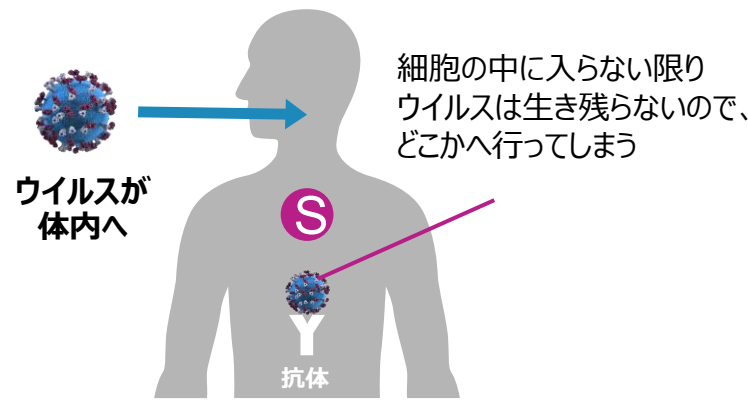 細胞の中に入らない限り
ウイルスは生き残らないので、
どこかへ行ってしまう
ウイルスが
体内へ
S
Y
抗体